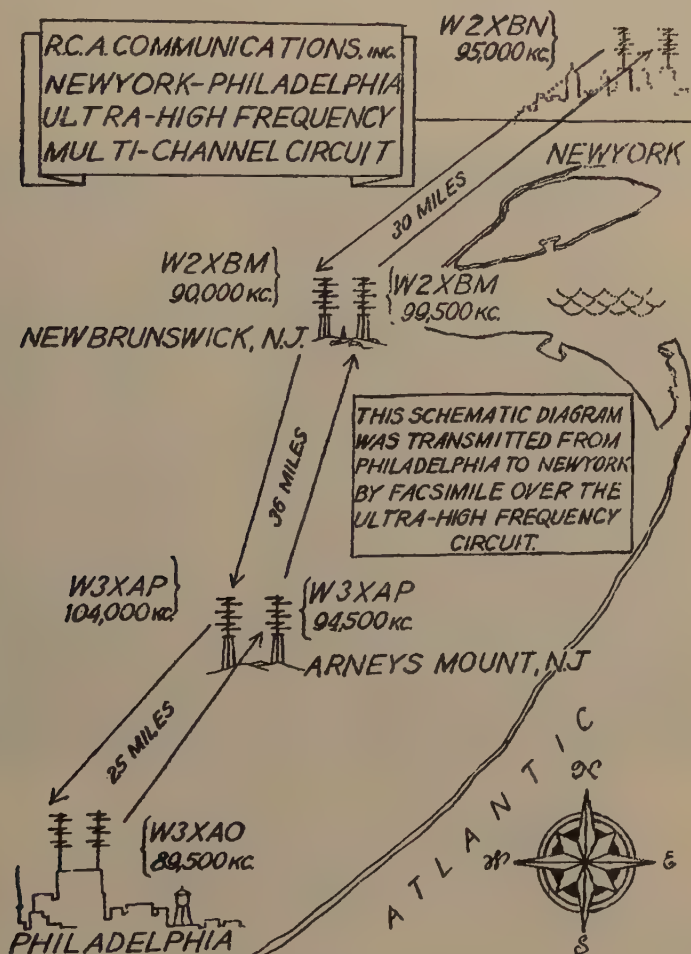 R.C.A. COMMUNICATIONS, INC.
NEWYORK-PHILADELPHIA
ULTRA-HIGH FREQUENCY
MULTI-CHANNEL CIRCUIT
W2XBN
95,000 KC.
NEWYORK
30 MILES
W2XBM
90,000 KC.
W2XBM
99,500 KC.
NEWBRUNSWICK, N.J.
THIS SCHEMATIC DIAGRAM
WAS TRANSMITTED FROM
PHILADELPHIA TO NEWYORK
BY FACSIMILE OVER THE
ULTRA-HIGH FREQUENCY
CIRCUIT.
36 MILES
W3XAP
104,000 KC.
W3XAP
94,500 KC.
ARNEYS MOUNT, N.J.
25 MILES
W3XAO
89,500 KC.
PHILADELPHIA
ATLANTIC
N
W
E
S